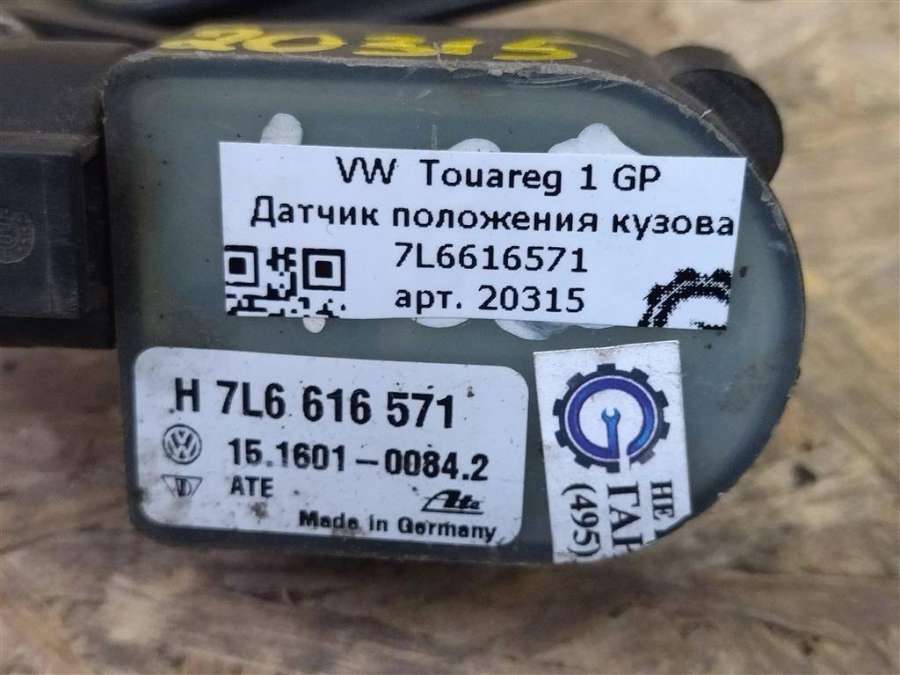 20315
VW Touareg 1 GP
Датчик положения кузова
7L6616571
арт. 20315
H 7L6 616 571
15.1601-0084.2
ATE
Ate
Made in Germany
НЕ
ГАР
(495)